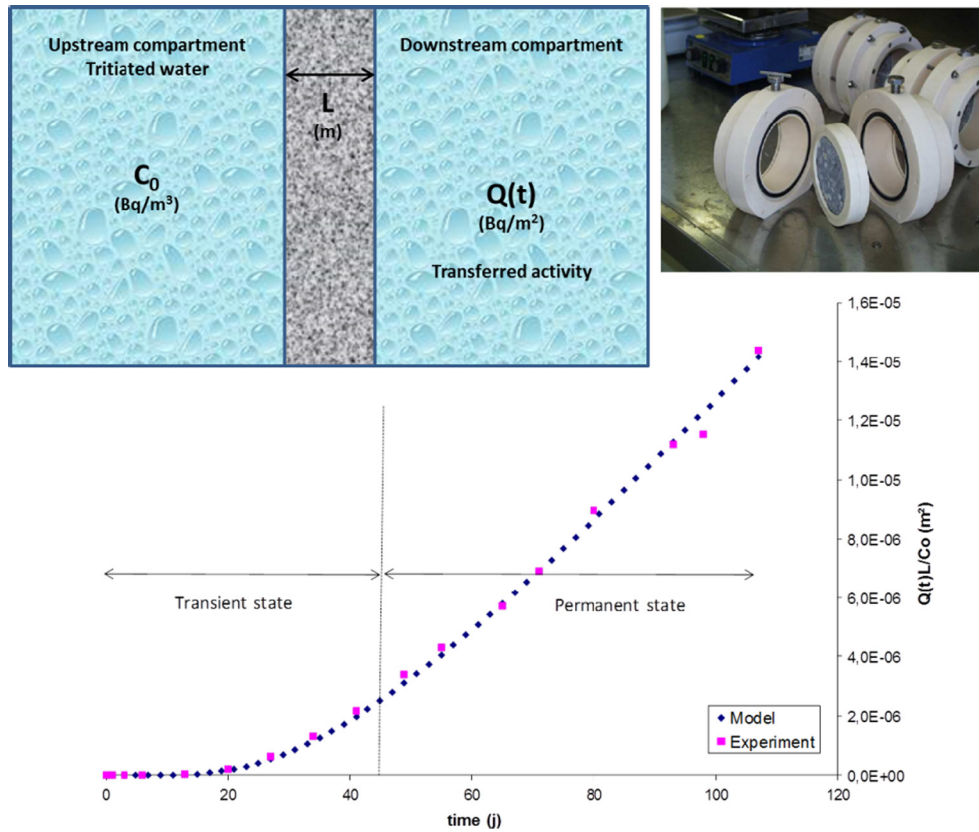 Upstream compartment
Tritiated water
C₀
(Bq/m³)
L
(m)
Downstream compartment
Q(t)
(Bq/m²)
Transferred activity
1,6E-05
1,4E-05
1,2E-05
1,0E-05
8,0E-06
6,0E-06
4,0E-06
2,0E-06
0,0E+00
Q(t)L/Co (m²)
Transient state
Permanent state
Model
Experiment
0 20 40 60 80 100 120
time (j)